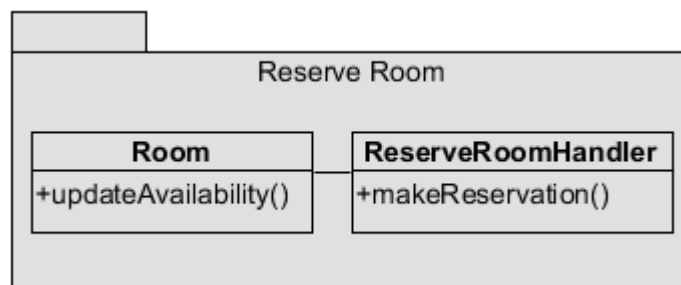 Reserve Room
Room
+updateAvailability()
ReserveRoomHandler
+makeReservation()